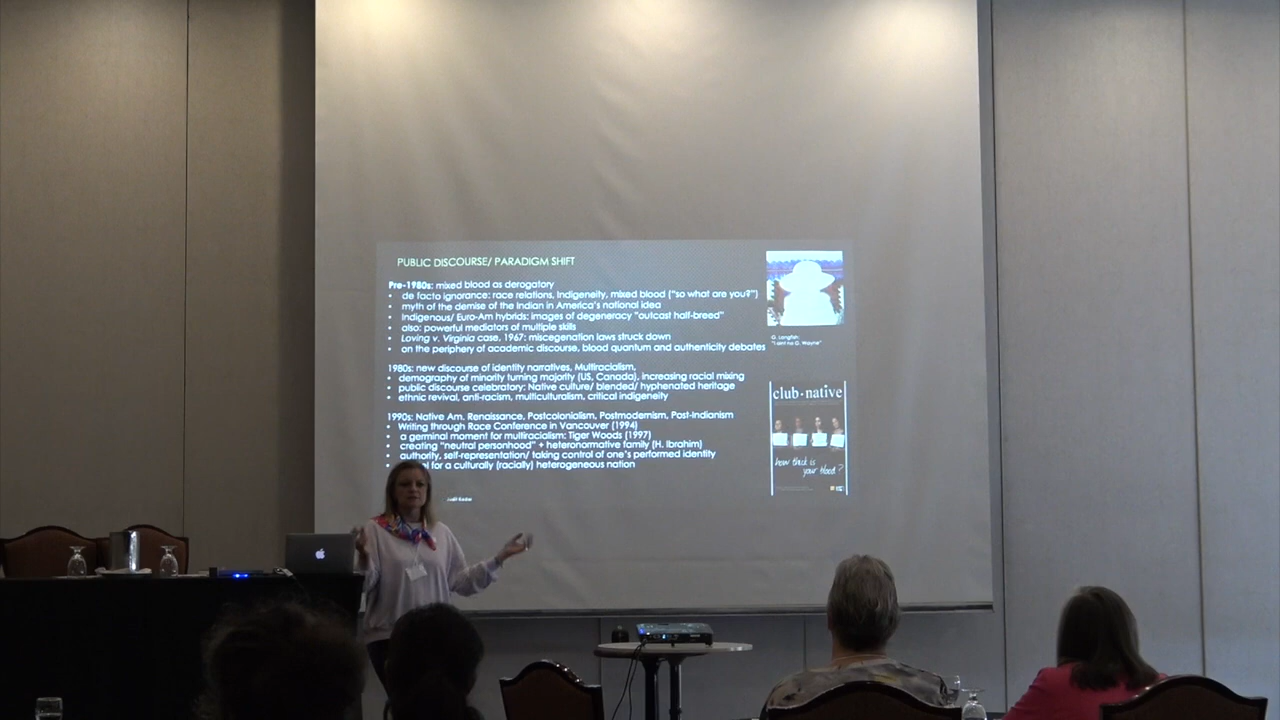 PUBLIC DISCOURSE/ PARADIGM SHIFT
Pre-1980s: mixed blood as derogatory
• de facto ignorance: race relations, Indigeneity, mixed blood ("so what are you?")
• myth of the demise of the Indian in America's national idea
• Indigenous/ Euro-Am hybrids: images of degeneracy "outcast half-breed"
• also: powerful mediators of multiple skills
• Loving v. Virginia case, 1967: miscegenation laws struck down
• on the periphery of academic discourse, blood quantum and authenticity debates
1980s: new discourse of identity narratives, Multiracialism,
• demography of minority turning majority (US, Canada), increasing racial mixing
• public discourse celebratory: Native culture/ blended/ hyphenated heritage
• ethnic revival, anti-racism, multiculturalism, critical indigeneity
1990s: Native Am. Renaissance, Postcolonialism, Postmodernism, Post-Indianism
• Writing through Race Conference in Vancouver (1994)
• a germinal moment for multiracialism: Tiger Woods (1997)
• creating "neutral personhood" + heteronormative family (H. Ibrahim)
• authority, self-representation/ taking control of one's performed identity
• for a culturally (racially) heterogeneous nation
G. Longfish:
"I ain't no G. Wayne"
club·native
how thick is
your blood?